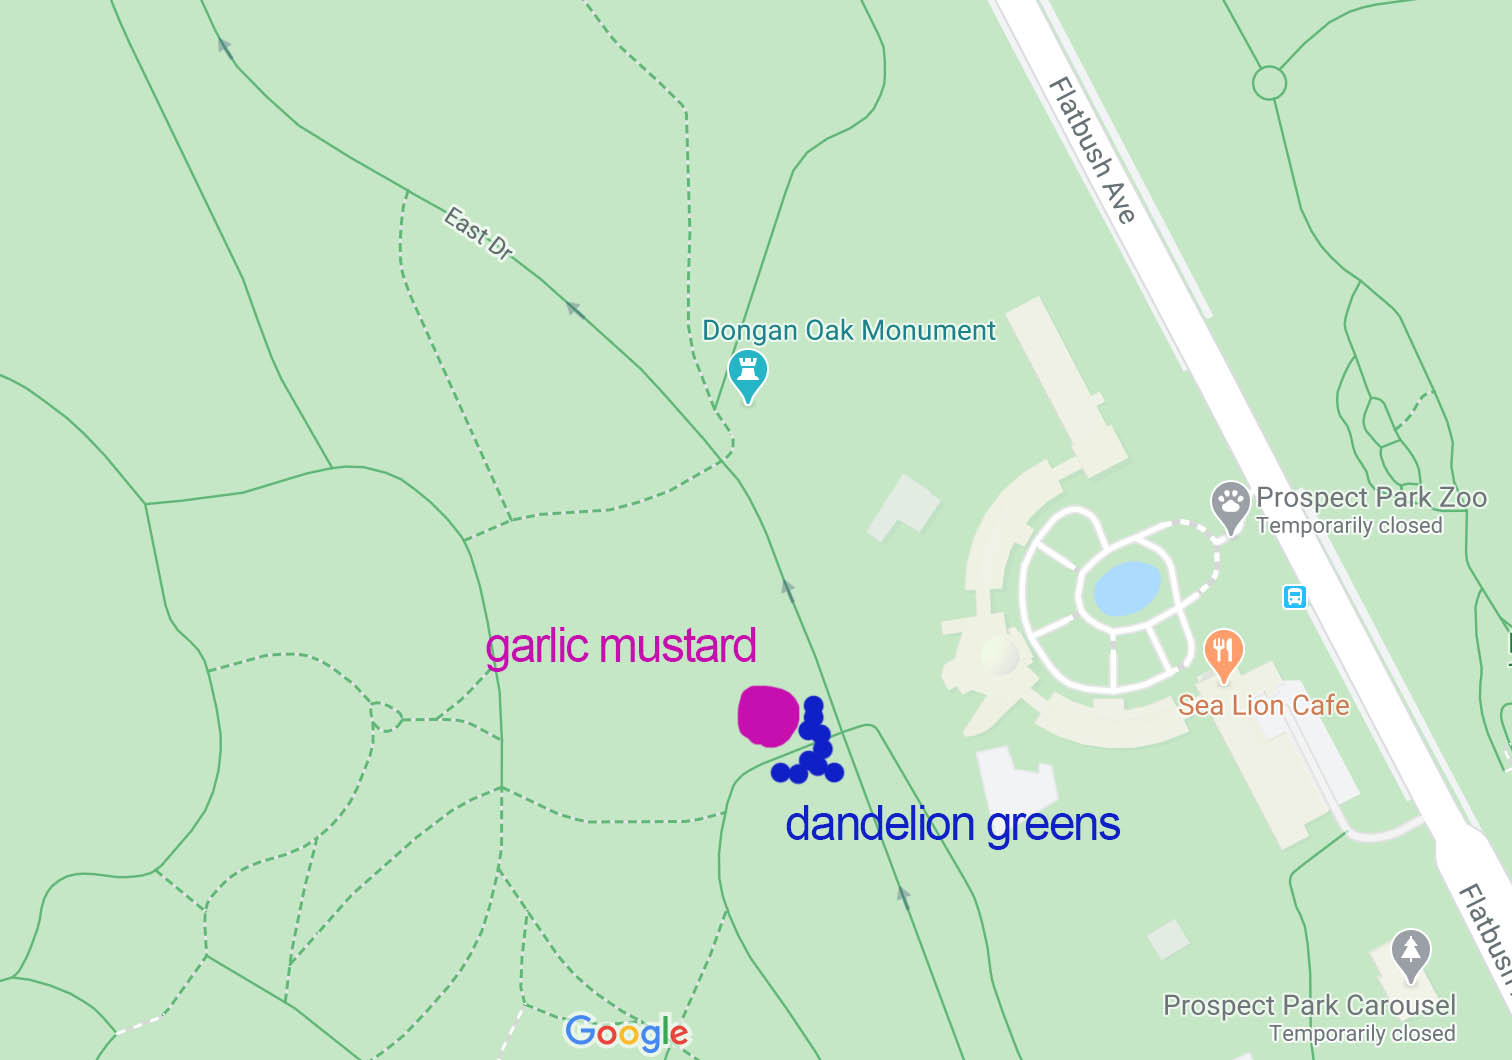 Flatbush Ave
East Dr
Dongan Oak Monument
Prospect Park Zoo
Temporarily closed
garlic mustard
Sea Lion Cafe
dandelion greens
Flatbush
Prospect Park Carousel
Temporarily closed
Google